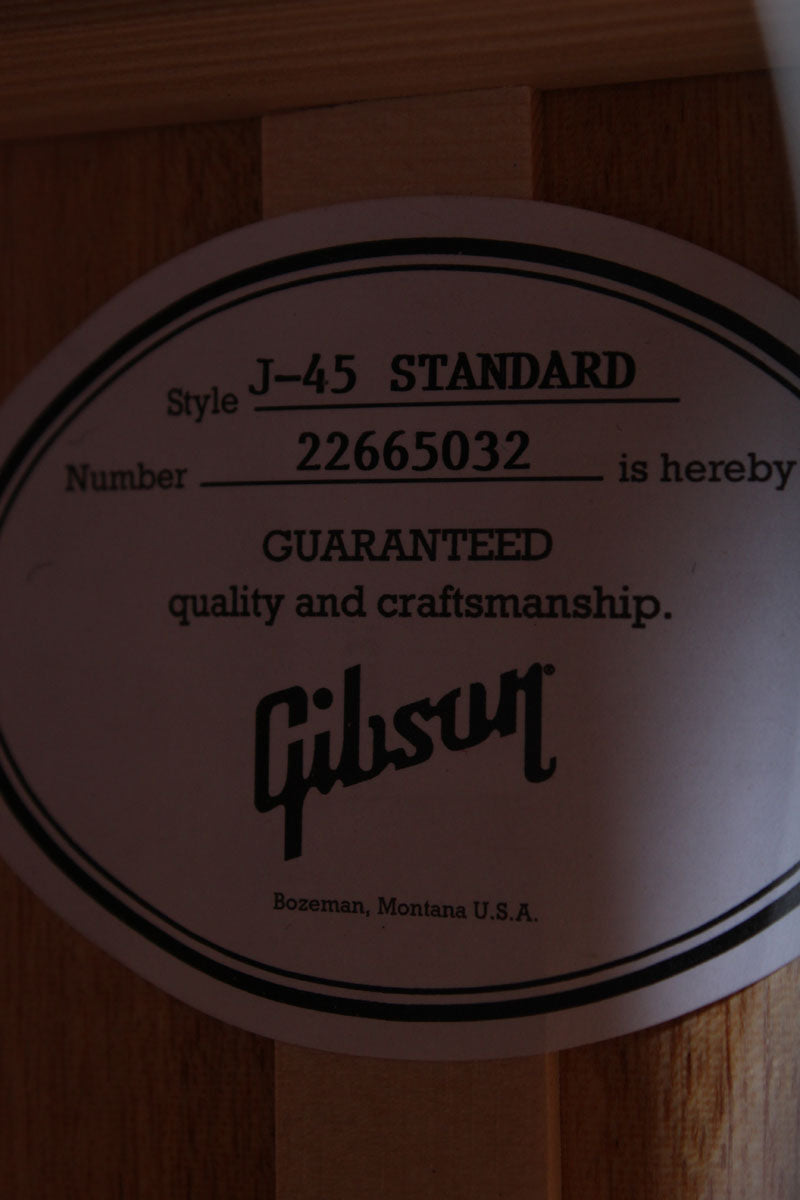 Style J-45 STANDARD
Number 22665032 is hereby
GUARANTEED
quality and craftsmanship.
Gibson®
Bozeman, Montana U.S.A.